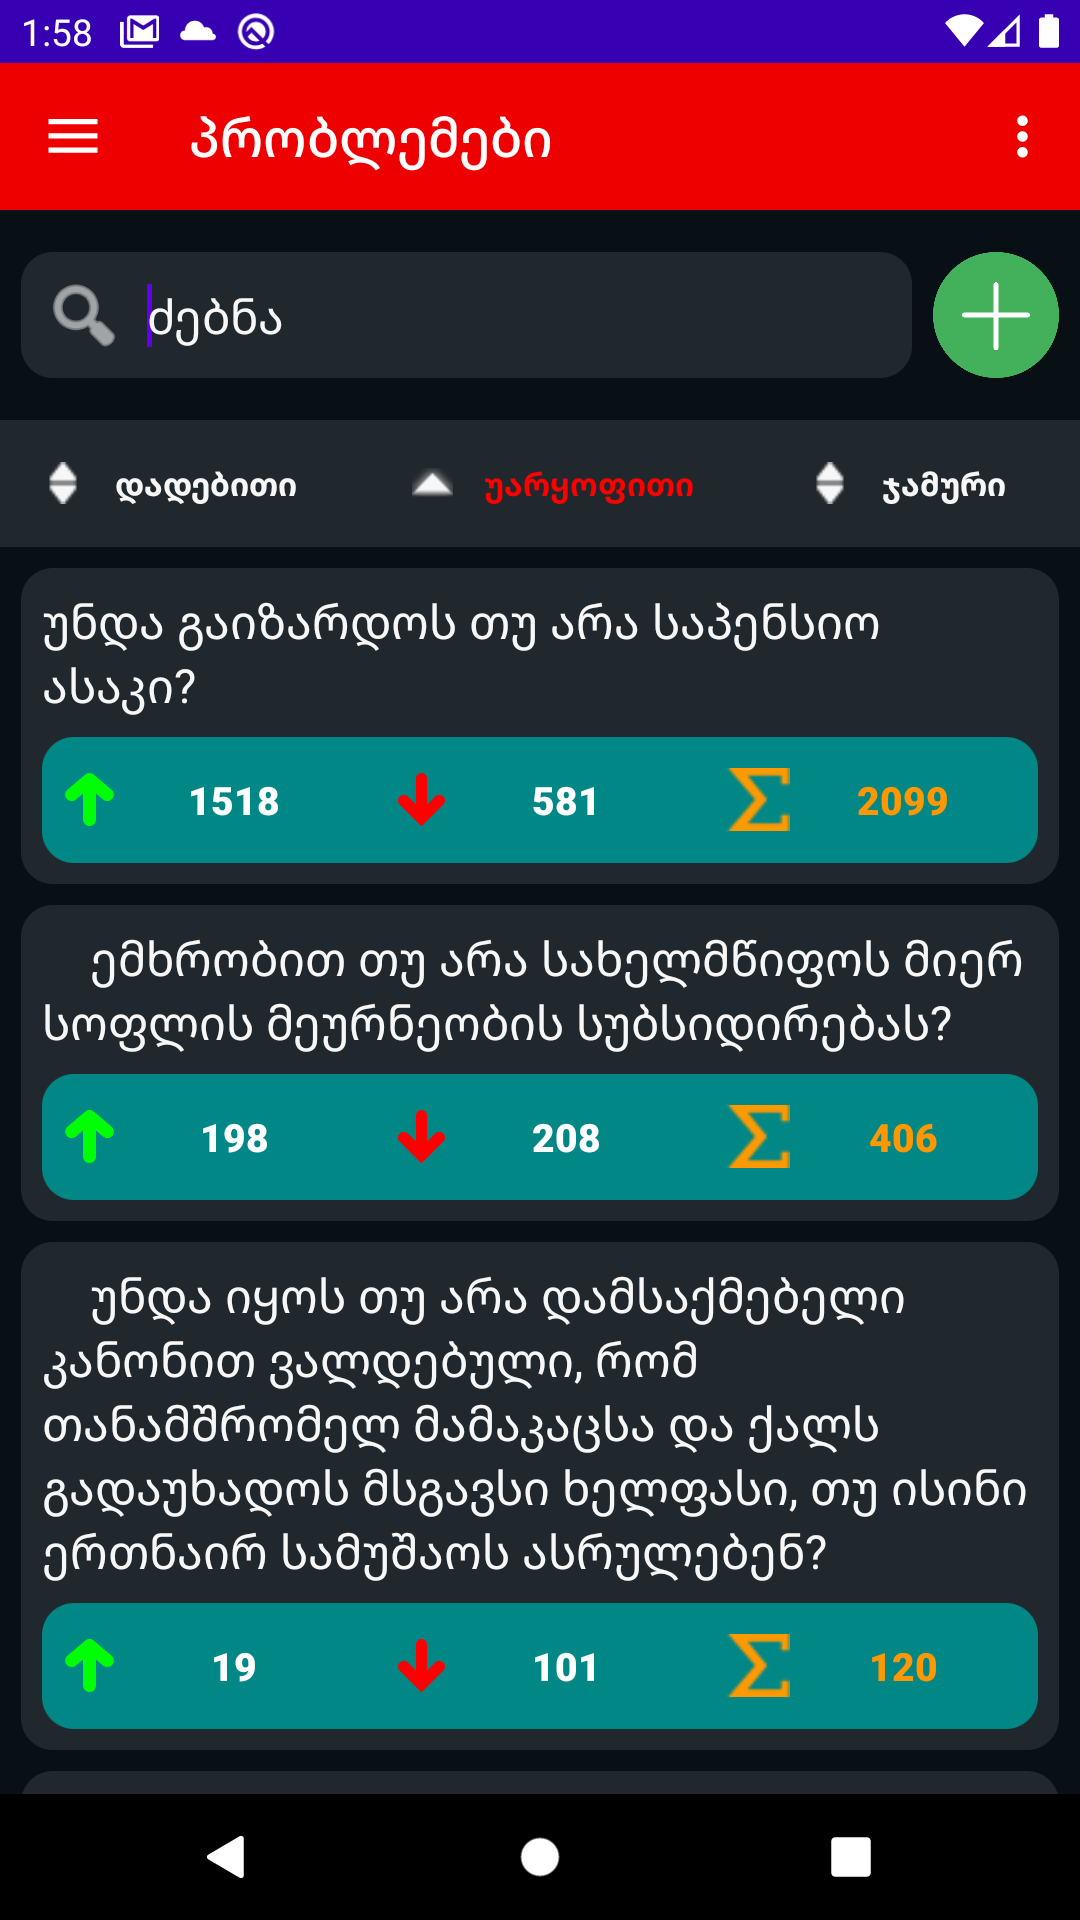 1:58
პრობლემები
ძებნა
დადებითი უარყოფითი ჯამური
უნდა გაიზარდოს თუ არა საპენსიო
ასაკი?
1518 581 2099
ემხრობით თუ არა სახელმწიფოს მიერ
სოფლის მეურნეობის სუბსიდირებას?
198 208 406
უნდა იყოს თუ არა დამსაქმებელი
კანონით ვალდებული, რომ
თანამშრომელ მამაკაცსა და ქალს
გადაუხადოს მსგავსი ხელფასი, თუ ისინი
ერთნაირ სამუშაოს ასრულებენ?
19 101 120